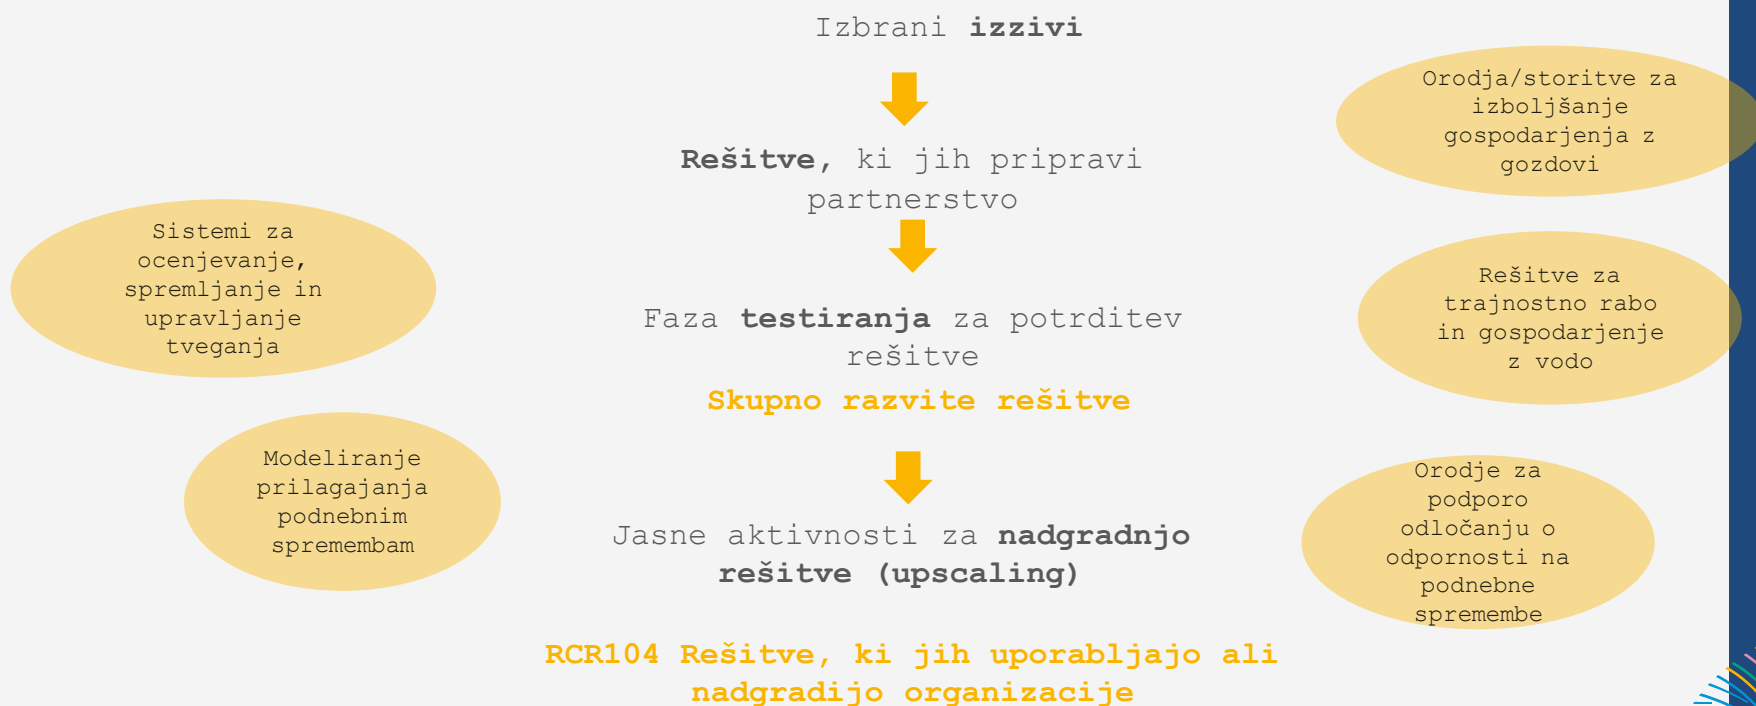 Izbrani izzivi
Rešitve, ki jih pripravi
partnerstvo
Faza testiranja za potrditev
rešitve
Skupno razvite rešitve
Jasne aktivnosti za nadgradnjo
rešitve (upscaling)
RCR104 Rešitve, ki jih uporabljajo ali
nadgradijo organizacije
Sistemi za
ocenjevanje,
spremljanje in
upravljanje
tveganja
Modeliranje
prilagajanja
podnebnim
spremembam
Orodja/storitve za
izboljšanje
gospodarjenja z
gozdovi
Rešitve za
trajnostno rabo
in gospodarjenje
z vodo
Orodje za
podporo
odločanju o
odpornosti na
podnebne
spremembe